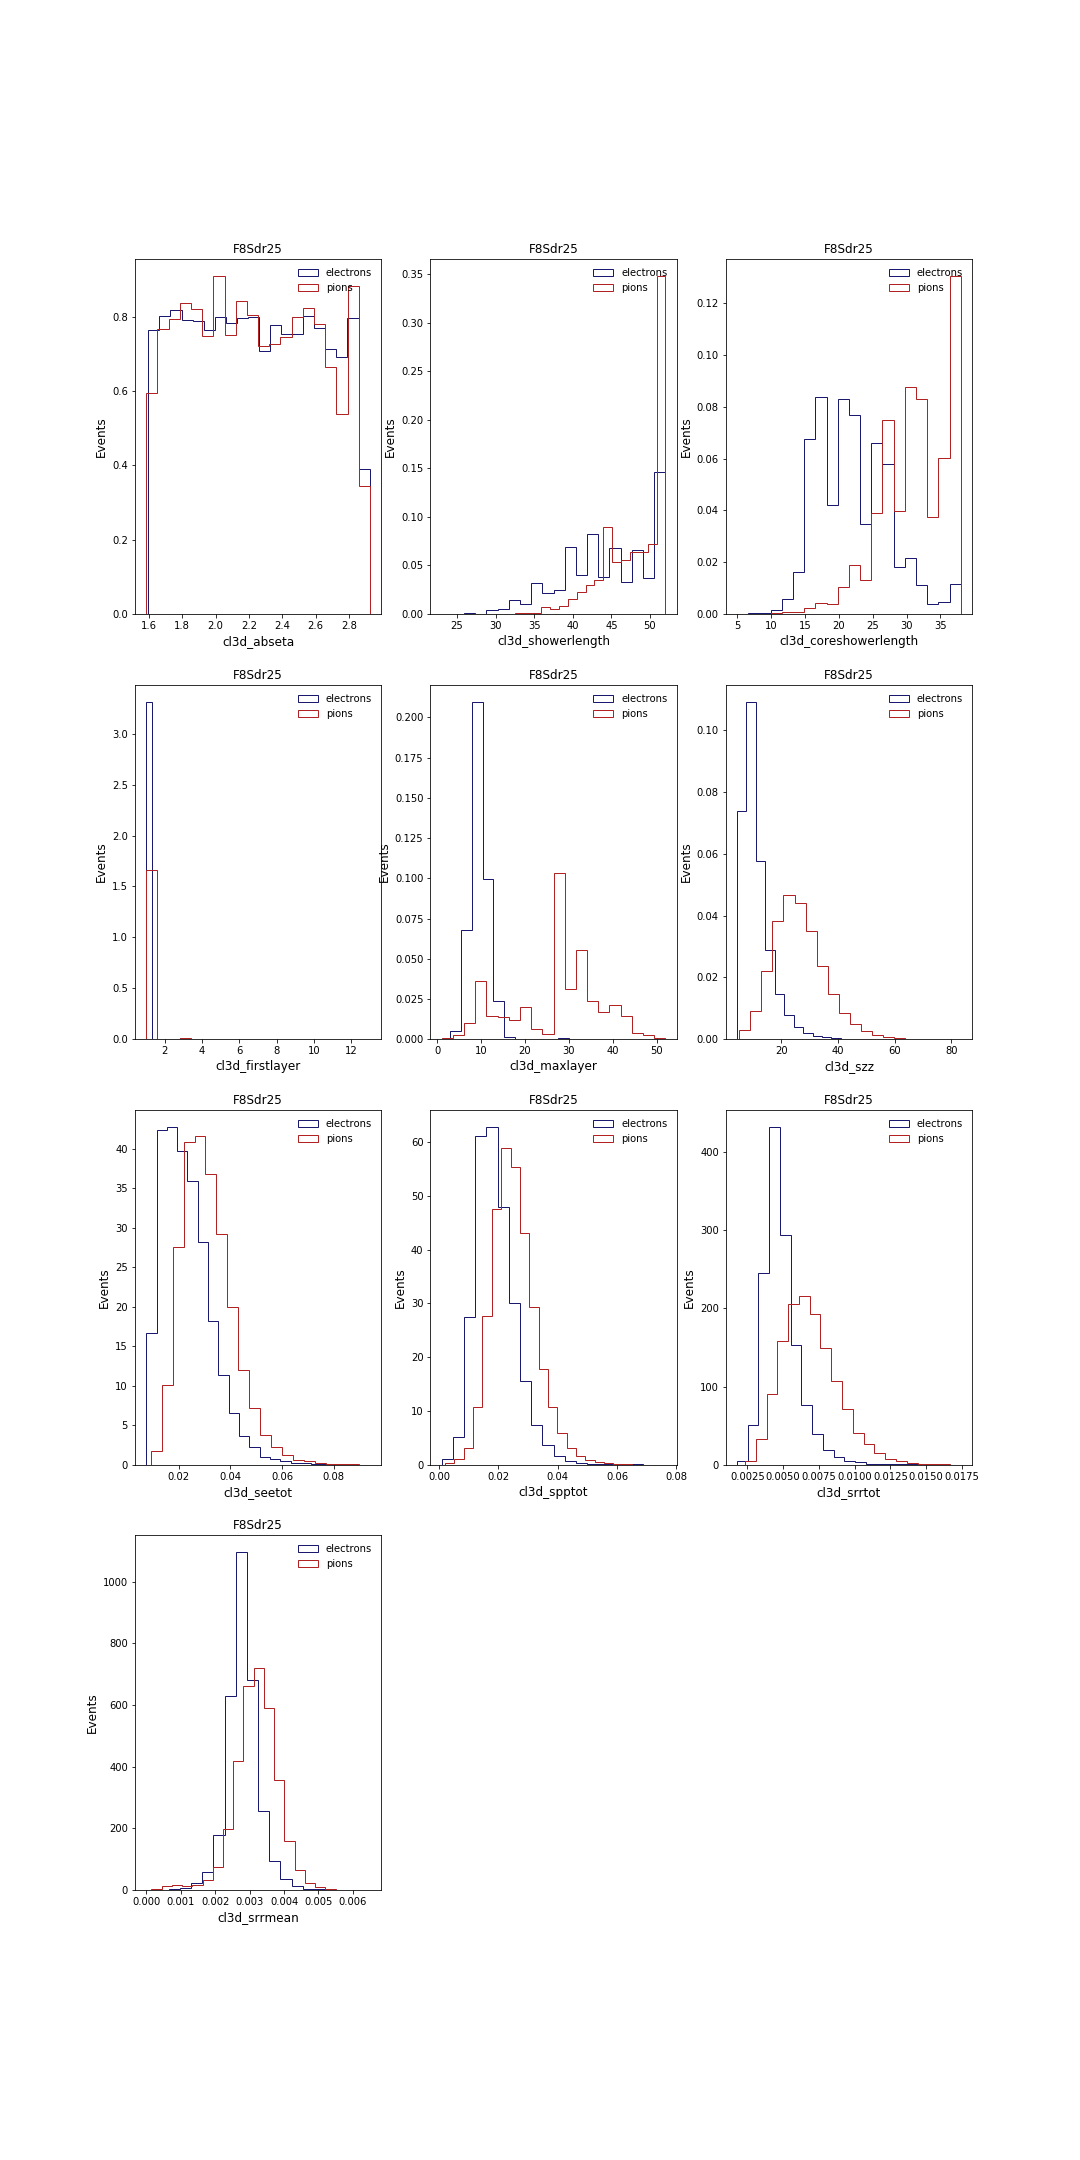 F8Sdr25 F8Sdr25 F8Sdr25
electrons electrons electrons
pions pions pions
0.8 0.35 0.12
0.30 0.10
0.6 0.25 0.08
Events Events Events
0.4 0.20 0.06
0.15 0.04
0.2 0.10 0.02
0.05
0.0 0.00 0.00
1.6 1.8 2.0 2.2 2.4 2.6 2.8 25 30 35 40 45 50 5 10 15 20 25 30 35
cl3d_abseta cl3d_showerlength cl3d_coreshowerlength
F8Sdr25 F8Sdr25 F8Sdr25
electrons electrons electrons
pions pions pions
3.0 0.200 0.10
2.5 0.175 0.08
2.0 0.150 0.06
1.5 0.125 0.04
Events Events Events
1.0 0.100 0.02
0.5 0.075 0.00
0.0 0.050
0.025
0.000
2 4 6 8 10 12 0 10 20 30 40 50 20 40 60 80
cl3d_firstlayer cl3d_maxlayer cl3d_szz
F8Sdr25 F8Sdr25 F8Sdr25
electrons electrons electrons
pions pions pions
40 60 400
35 50 300
30 40 200
25 30 100
Events Events Events
20 20 0
15 10
10 0
5
0
0.02 0.04 0.06 0.08 0.00 0.02 0.04 0.06 0.08 0.0025 0.0050 0.0075 0.0100 0.0125 0.0150 0.0175
cl3d_seetot cl3d_spptot cl3d_srrtot
F8Sdr25
electrons
pions
1000
800
Events
600
400
200
0
0.000 0.001 0.002 0.003 0.004 0.005 0.006
cl3d_srrmean